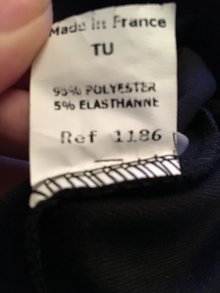 Made in France
TU
95% POLYESTER
5% ELASTHANNE
Ref 1186